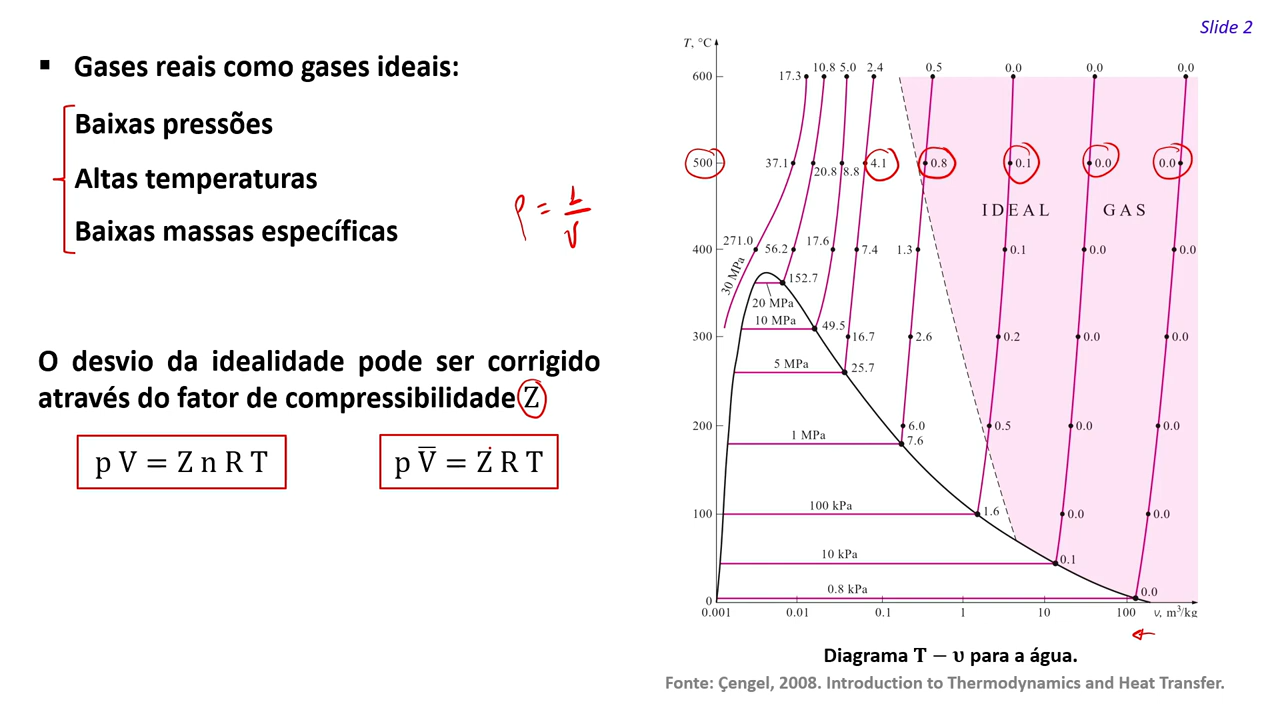 Slide 2
▪ Gases reais como gases ideais:
Baixas pressões
Altas temperaturas
Baixas massas específicas
ρ = 1/v
O desvio da idealidade pode ser corrigido
através do fator de compressibilidade Z
p V = Z n R T
p V̅ = Z R T
T, °C
600
17.3 10.8 5.0 2.4 0.5 0.0 0.0 0.0
500
37.1 20.8 8.8 4.1 0.8 0.1 0.0 0.0
IDEAL GAS
400
271.0 56.2 17.6 7.4 1.3 0.1 0.0 0.0
30 MPa
152.7
20 MPa
10 MPa 49.5
300
16.7 2.6 0.2 0.0 0.0
5 MPa 25.7
200
6.0 0.5 0.0 0.0
1 MPa 7.6
100
100 kPa 1.6 0.0 0.0
10 kPa 0.1
0.8 kPa 0.0
0
0.001 0.01 0.1 1 10 100 v, m³/kg
Diagrama T − υ para a água.
Fonte: Çengel, 2008. Introduction to Thermodynamics and Heat Transfer.